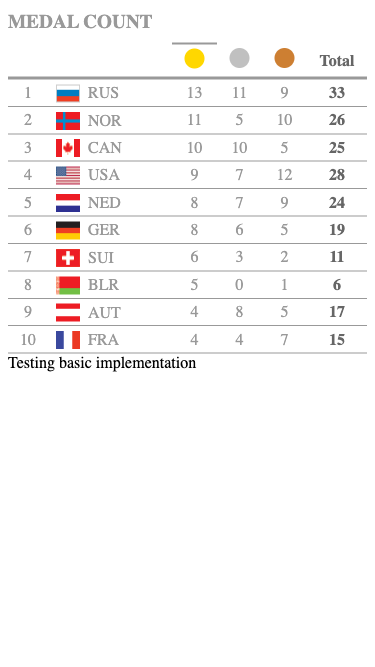 MEDAL COUNT
Total
1 RUS 13 11 9 33
2 NOR 11 5 10 26
3 CAN 10 10 5 25
4 USA 9 7 12 28
5 NED 8 7 9 24
6 GER 8 6 5 19
7 SUI 6 3 2 11
8 BLR 5 0 1 6
9 AUT 4 8 5 17
10 FRA 4 4 7 15
Testing basic implementation